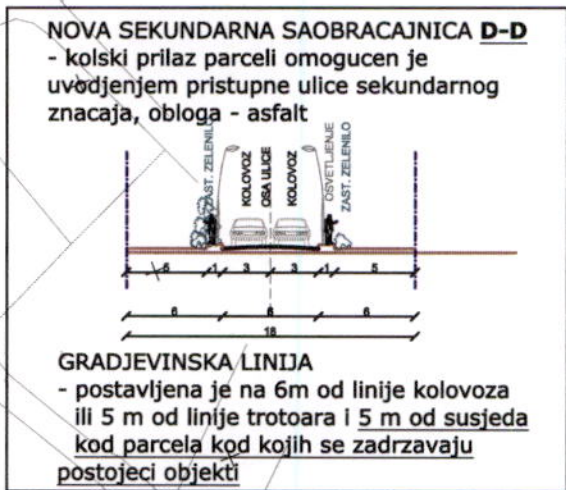 NOVA SEKUNDARNA SAOBRACAJNICA D-D
- kolski prilaz parceli omogucen je
uvodjenjem pristupne ulice sekundarnog
znacaja, obloga - asfalt
ZAST. ZELENILO
KOLOVOZ
OSA ULICE
KOLOVOZ
OSVETLJENJE
ZAST. ZELENILO
5 1 3 3 1 5
6 6 6
18
GRADJEVINSKA LINIJA
- postavljena je na 6m od linije kolovoza
ili 5 m od linije trotoara i 5 m od susjeda
kod parcela kod kojih se zadrzavaju
postojeci objekti